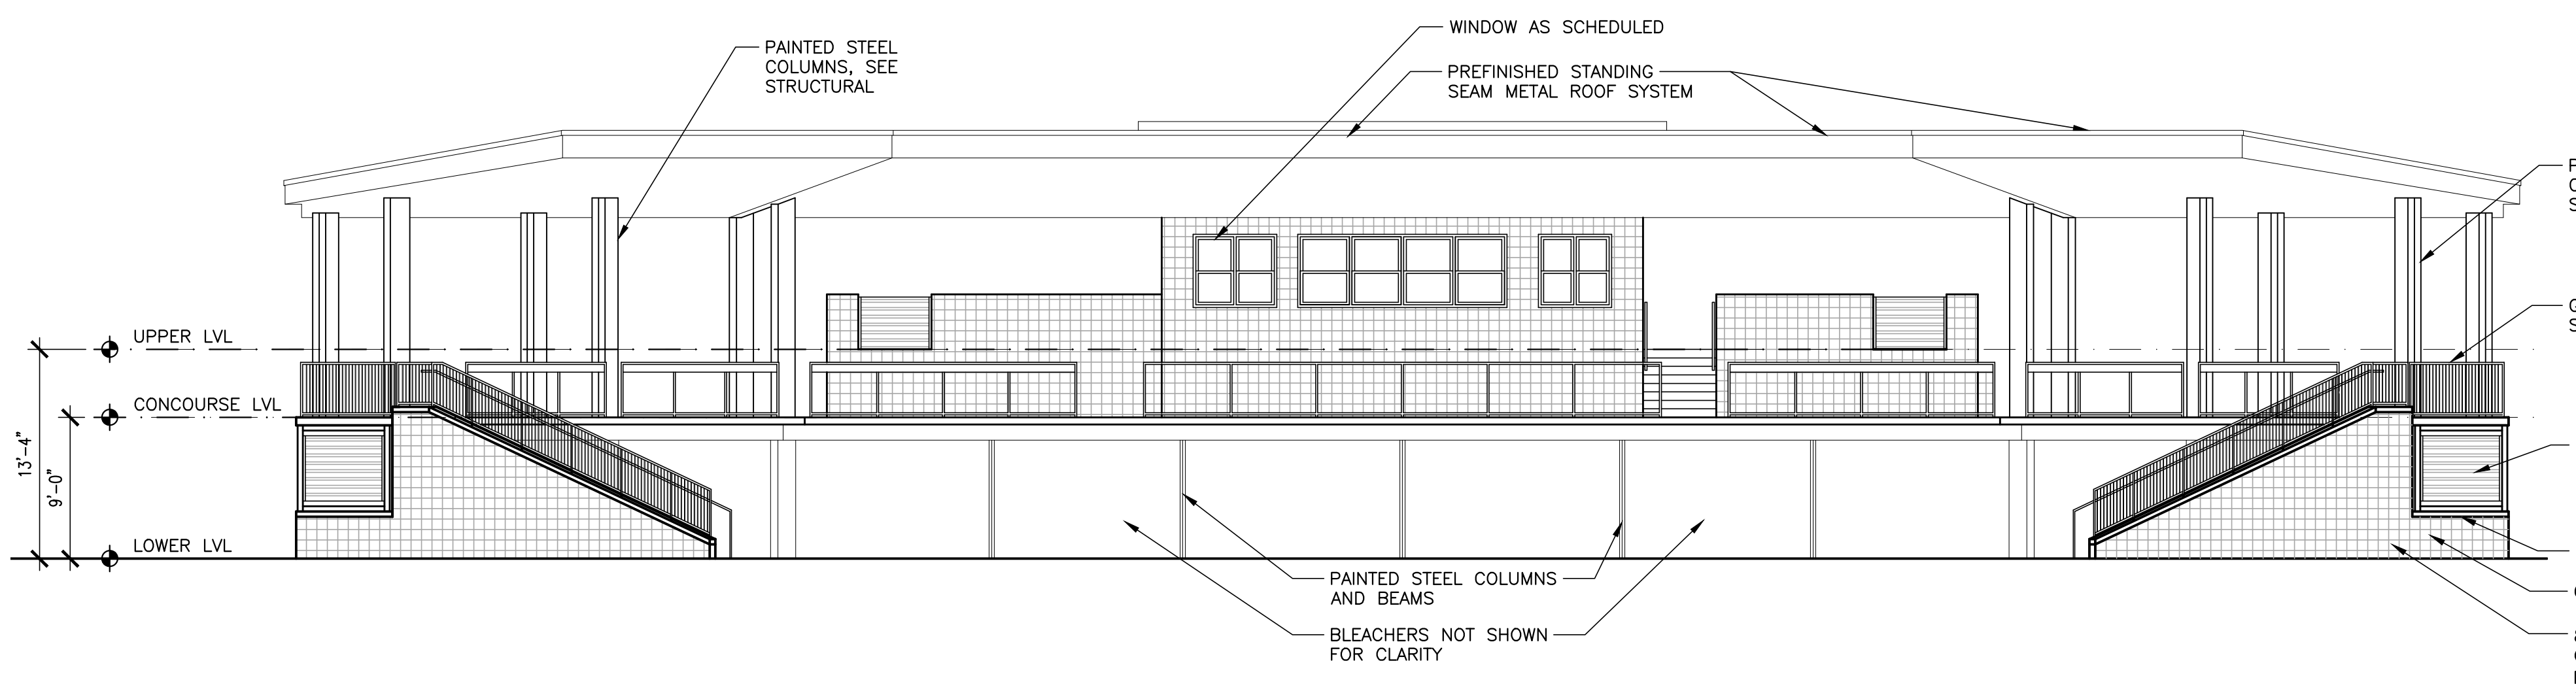 WINDOW AS SCHEDULED
PAINTED STEEL
COLUMNS, SEE
STRUCTURAL
PREFINISHED STANDING
SEAM METAL ROOF SYSTEM
UPPER LVL
CONCOURSE LVL
LOWER LVL
13'-4"
9'-0"
PAINTED STEEL COLUMNS
AND BEAMS
BLEACHERS NOT SHOWN
FOR CLARITY